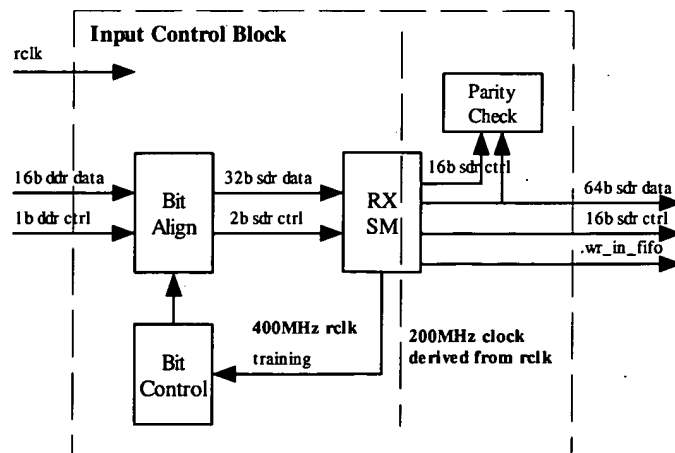 Input Control Block
rclk
Parity
Check
16b ddr data
32b sdr data
16b sdr ctrl
64b sdr data
Bit
Align
RX
SM
1b ddr ctrl
2b sdr ctrl
16b sdr ctrl
.wr_in_fifo
400MHz rclk
200MHz clock
derived from rclk
training
Bit
Control